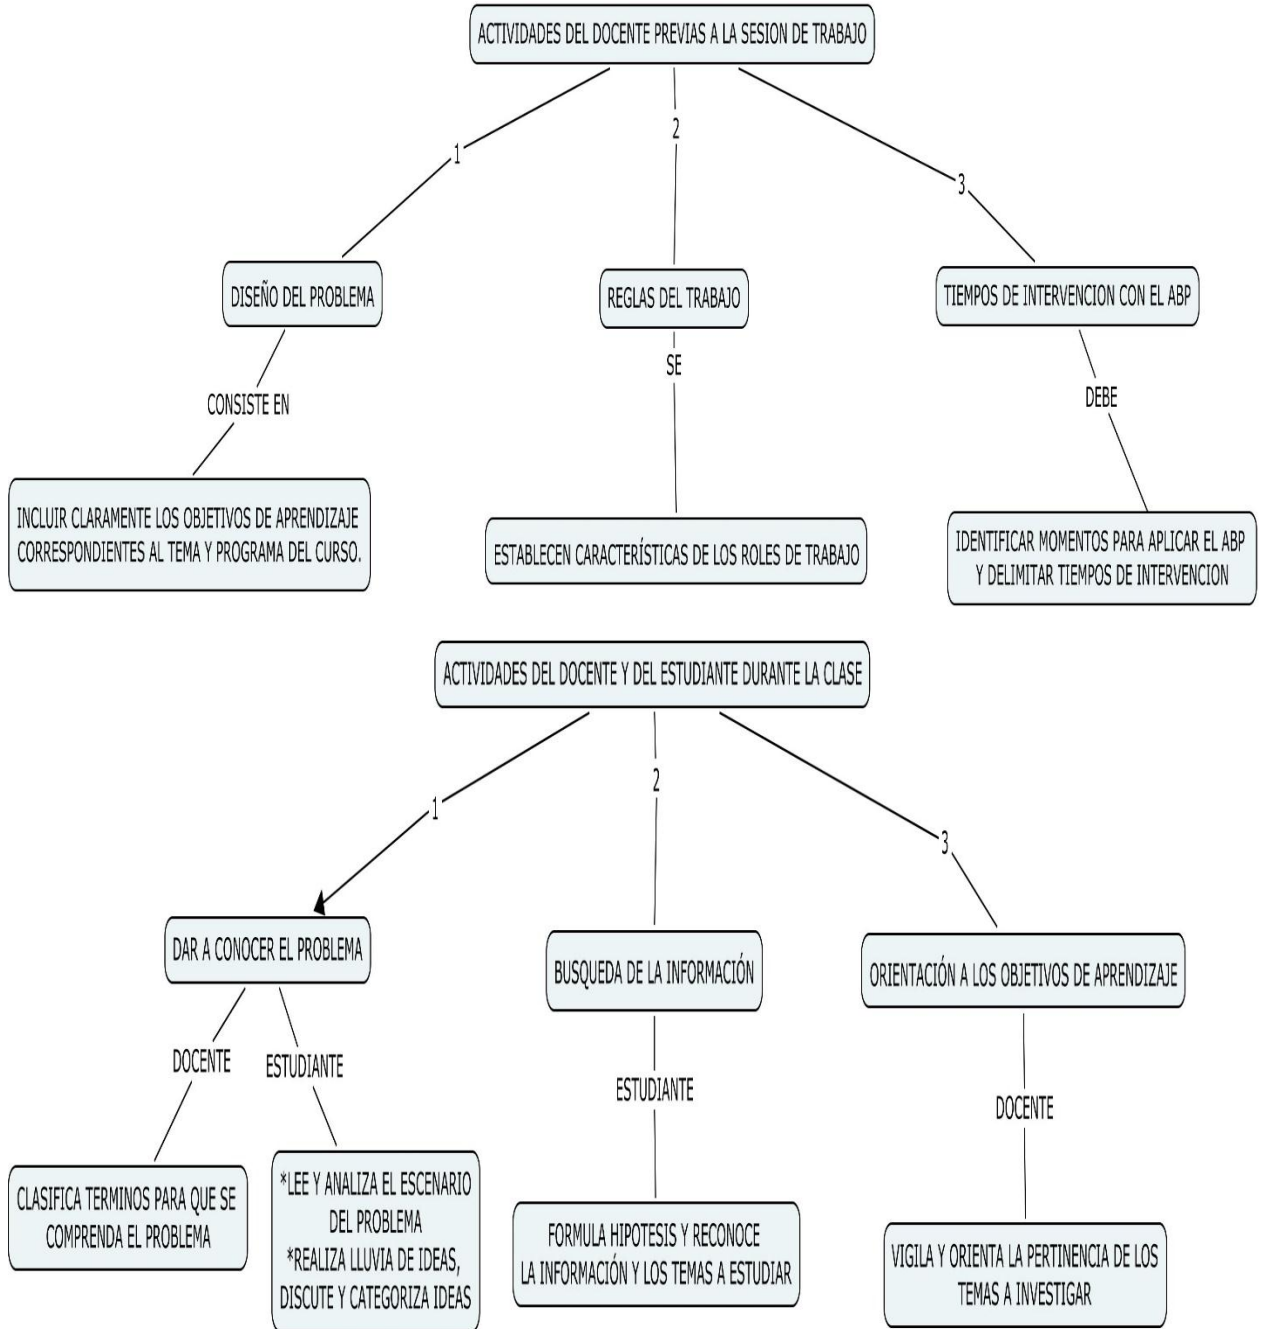 ACTIVIDADES DEL DOCENTE PREVIAS A LA SESION DE TRABAJO
1
2
3
DISEÑO DEL PROBLEMA
REGLAS DEL TRABAJO
TIEMPOS DE INTERVENCION CON EL ABP
CONSISTE EN
SE
DEBE
INCLUIR CLARAMENTE LOS OBJETIVOS DE APRENDIZAJE
CORRESPONDIENTES AL TEMA Y PROGRAMA DEL CURSO.
ESTABLECEN CARACTERÍSTICAS DE LOS ROLES DE TRABAJO
IDENTIFICAR MOMENTOS PARA APLICAR EL ABP
Y DELIMITAR TIEMPOS DE INTERVENCION
ACTIVIDADES DEL DOCENTE Y DEL ESTUDIANTE DURANTE LA CLASE
1
2
3
DAR A CONOCER EL PROBLEMA
BUSQUEDA DE LA INFORMACIÓN
ORIENTACIÓN A LOS OBJETIVOS DE APRENDIZAJE
DOCENTE
ESTUDIANTE
ESTUDIANTE
DOCENTE
CLASIFICA TERMINOS PARA QUE SE
COMPRENDA EL PROBLEMA
*LEE Y ANALIZA EL ESCENARIO
DEL PROBLEMA
*REALIZA LLUVIA DE IDEAS,
DISCUTE Y CATEGORIZA IDEAS
FORMULA HIPOTESIS Y RECONOCE
LA INFORMACIÓN Y LOS TEMAS A ESTUDIAR
VIGILA Y ORIENTA LA PERTINENCIA DE LOS
TEMAS A INVESTIGAR